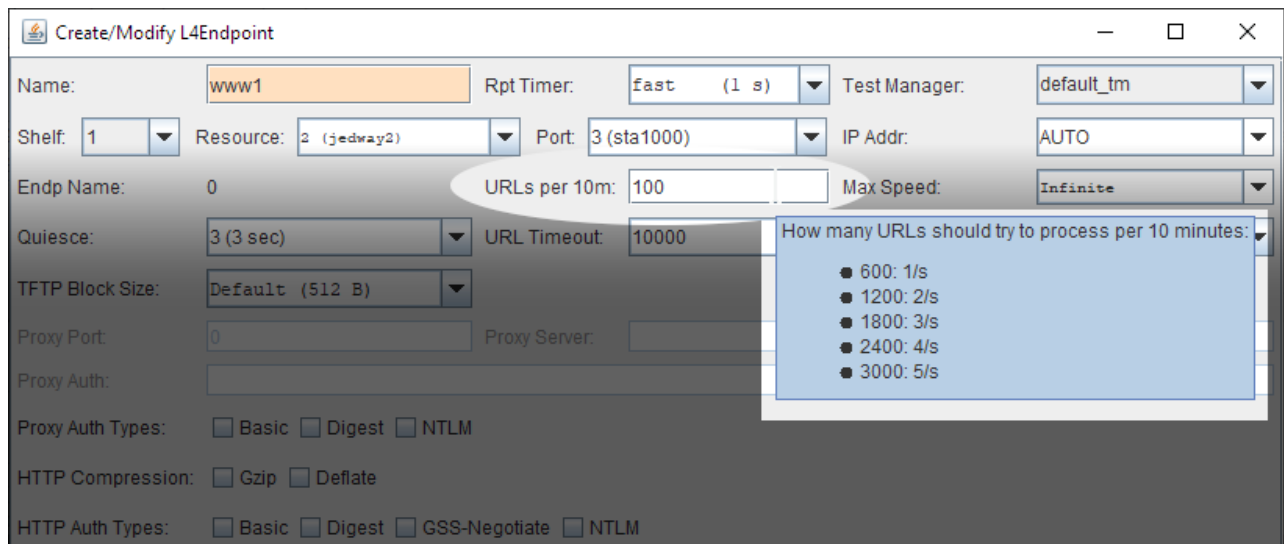 Create/Modify L4Endpoint
Name: www1 Rpt Timer: fast (1 s) Test Manager: default_tm
Shelf: 1 Resource: 2 (jedway2) Port: 3 (sta1000) IP Addr: AUTO
Endp Name: 0 URLs per 10m: 100 Max Speed: Infinite
Quiesce: 3 (3 sec) URL Timeout: 10000
How many URLs should try to process per 10 minutes:
600: 1/s
1200: 2/s
1800: 3/s
2400: 4/s
3000: 5/s
TFTP Block Size: Default (512 B)
Proxy Port: 0 Proxy Server:
Proxy Auth:
Proxy Auth Types: Basic Digest NTLM
HTTP Compression: Gzip Deflate
HTTP Auth Types: Basic Digest GSS-Negotiate NTLM